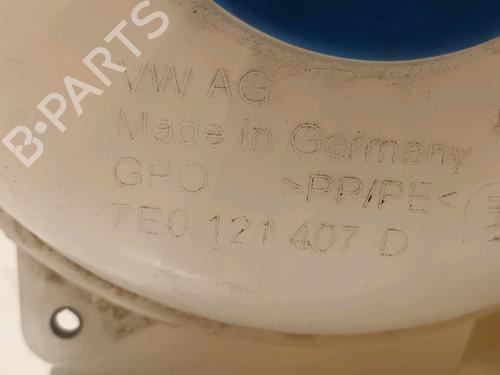 B-PARTS
VW AG
Made in Germany
GPO >PP/PE<
7E0 121 407 D